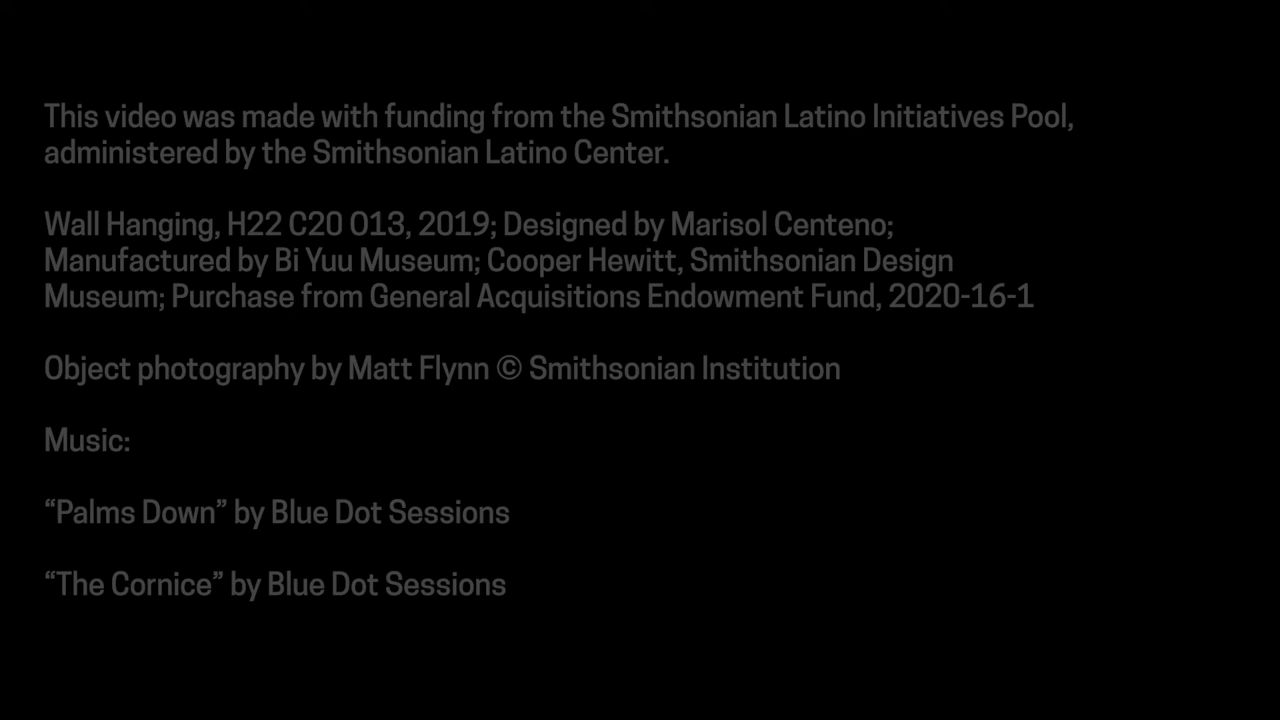 This video was made with funding from the Smithsonian Latino Initiatives Pool,
administered by the Smithsonian Latino Center.
Wall Hanging, H22 C20 O13, 2019; Designed by Marisol Centeno;
Manufactured by Bi Yuu Museum; Cooper Hewitt, Smithsonian Design
Museum; Purchase from General Acquisitions Endowment Fund, 2020-16-1
Object photography by Matt Flynn © Smithsonian Institution
Music:
“Palms Down” by Blue Dot Sessions
“The Cornice” by Blue Dot Sessions